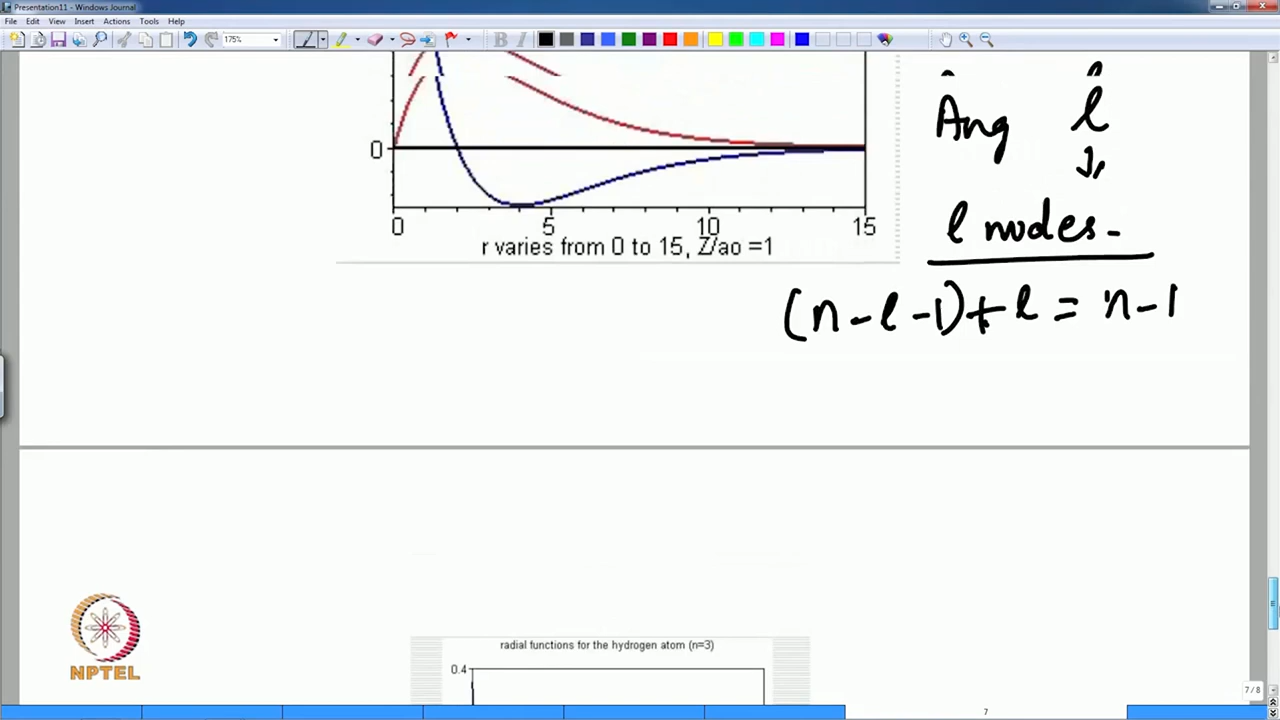 Presentation11 - Windows Journal
File Edit View Insert Actions Tools Help
175%
B I
0
0 5 10 15
r varies from 0 to 15, Z/ao =1
Ang l
l nodes-
(n-l-1)+l = n-1
NPTEL
radial functions for the hydrogen atom (n=3)
0.4
7/8
7